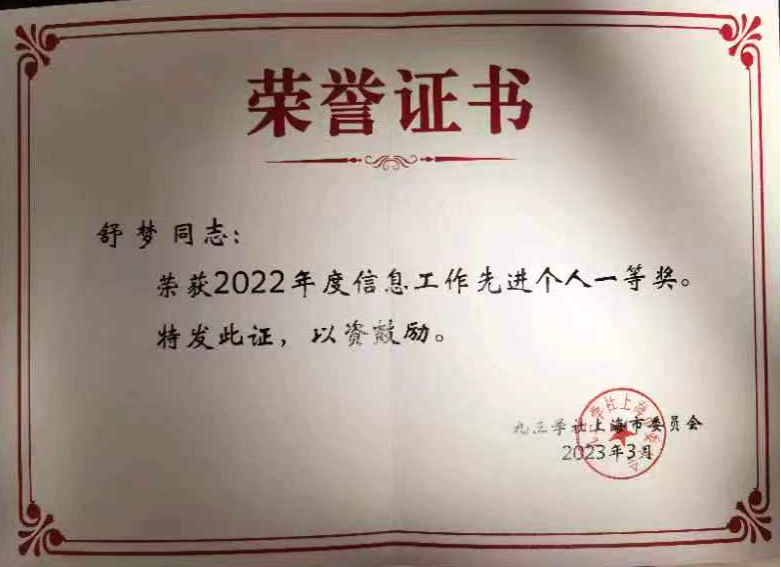 荣誉证书
舒梦同志：
荣获2022年度信息工作先进个人一等奖。
特发此证，以资鼓励。
九三学社上海市委员会
2023年3月